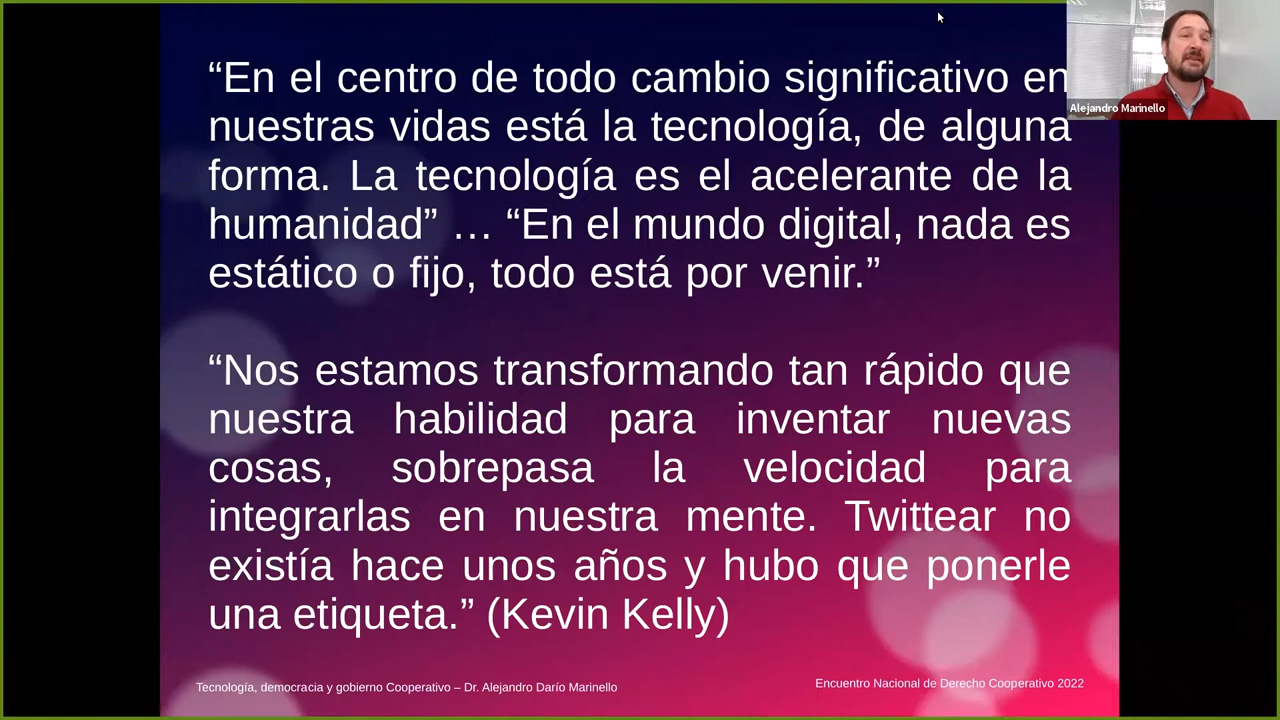 “En el centro de todo cambio significativo en
nuestras vidas está la tecnología, de alguna
forma. La tecnología es el acelerante de la
humanidad” … “En el mundo digital, nada es
estático o fijo, todo está por venir.”
“Nos estamos transformando tan rápido que
nuestra habilidad para inventar nuevas
cosas, sobrepasa la velocidad para
integrarlas en nuestra mente. Twittear no
existía hace unos años y hubo que ponerle
una etiqueta.” (Kevin Kelly)
Tecnología, democracia y gobierno Cooperativo – Dr. Alejandro Darío Marinello
Encuentro Nacional de Derecho Cooperativo 2022
Alejandro Marinello